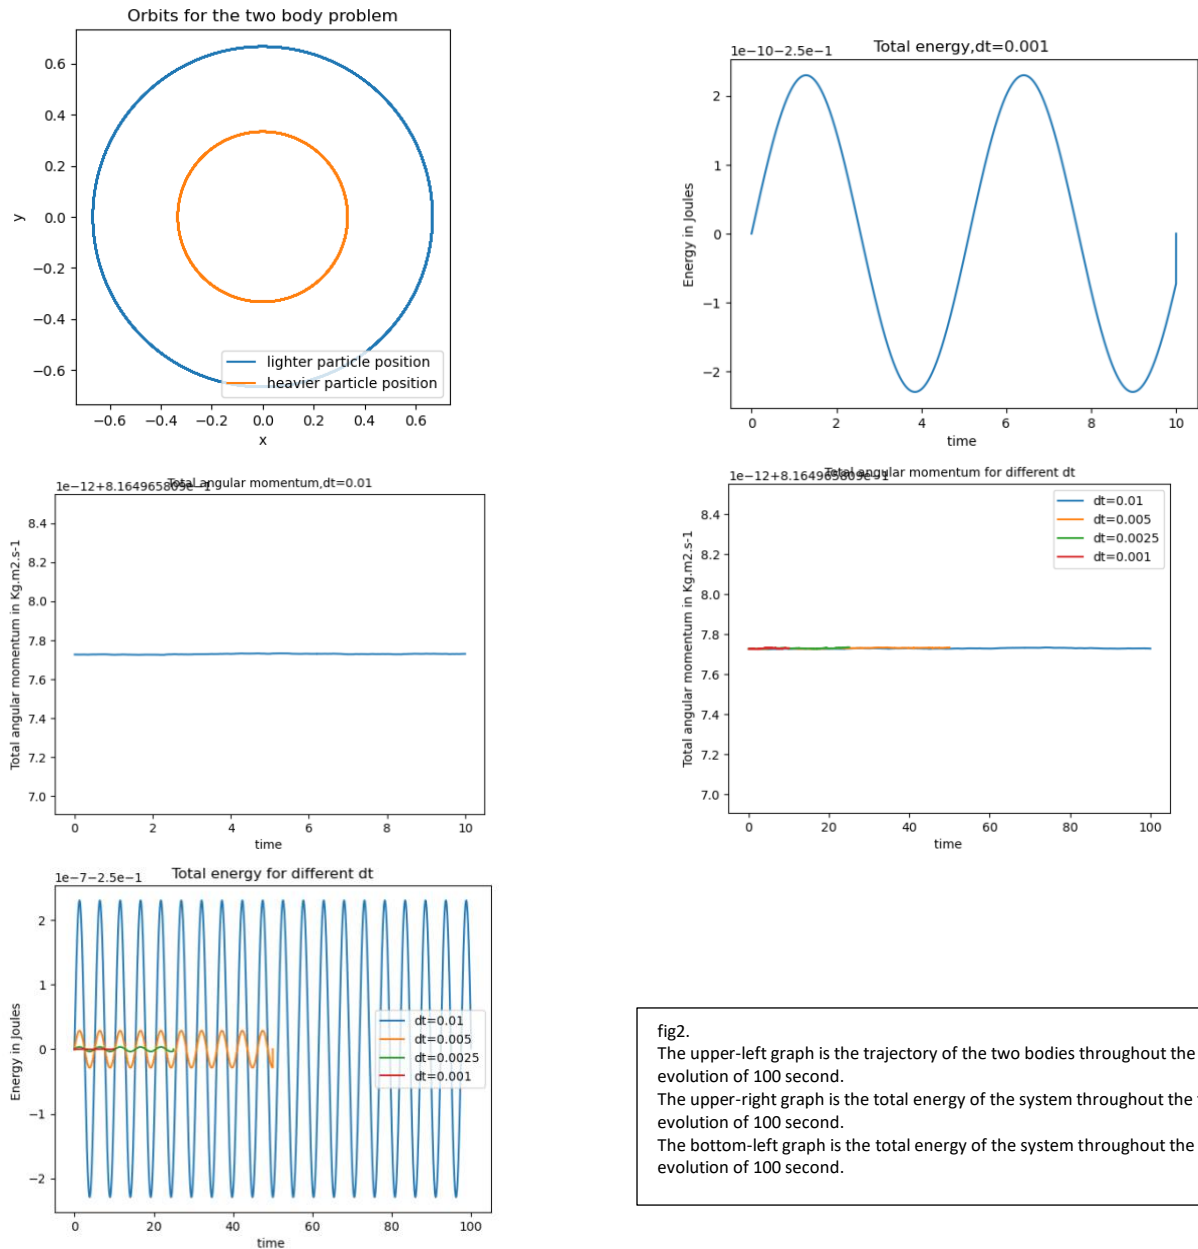 Orbits for the two body problem
0.6
0.4
0.2
0.0
−0.2
−0.4
−0.6
y
−0.6 −0.4 −0.2 0.0 0.2 0.4 0.6
x
lighter particle position
heavier particle position
1e−10−2.5e−1
Total energy,dt=0.001
2
1
0
−1
−2
Energy in Joules
0 2 4 6 8 10
time
1e−12+8.164965809e−1
Total angular momentum,dt=0.01
8.4
8.2
8.0
7.8
7.6
7.4
7.2
7.0
Total angular momentum in Kg.m2.s-1
0 2 4 6 8 10
time
1e−12+8.164965809e−1
Total angular momentum for different dt
8.4
8.2
8.0
7.8
7.6
7.4
7.2
7.0
Total angular momentum in Kg.m2.s-1
0 20 40 60 80 100
time
dt=0.01
dt=0.005
dt=0.0025
dt=0.001
1e−7−2.5e−1
Total energy for different dt
2
1
0
−1
−2
Energy in Joules
0 20 40 60 80 100
time
dt=0.01
dt=0.005
dt=0.0025
dt=0.001
fig2.
The upper-left graph is the trajectory of the two bodies throughout the
evolution of 100 second.
The upper-right graph is the total energy of the system throughout the
evolution of 100 second.
The bottom-left graph is the total energy of the system throughout the
evolution of 100 second.